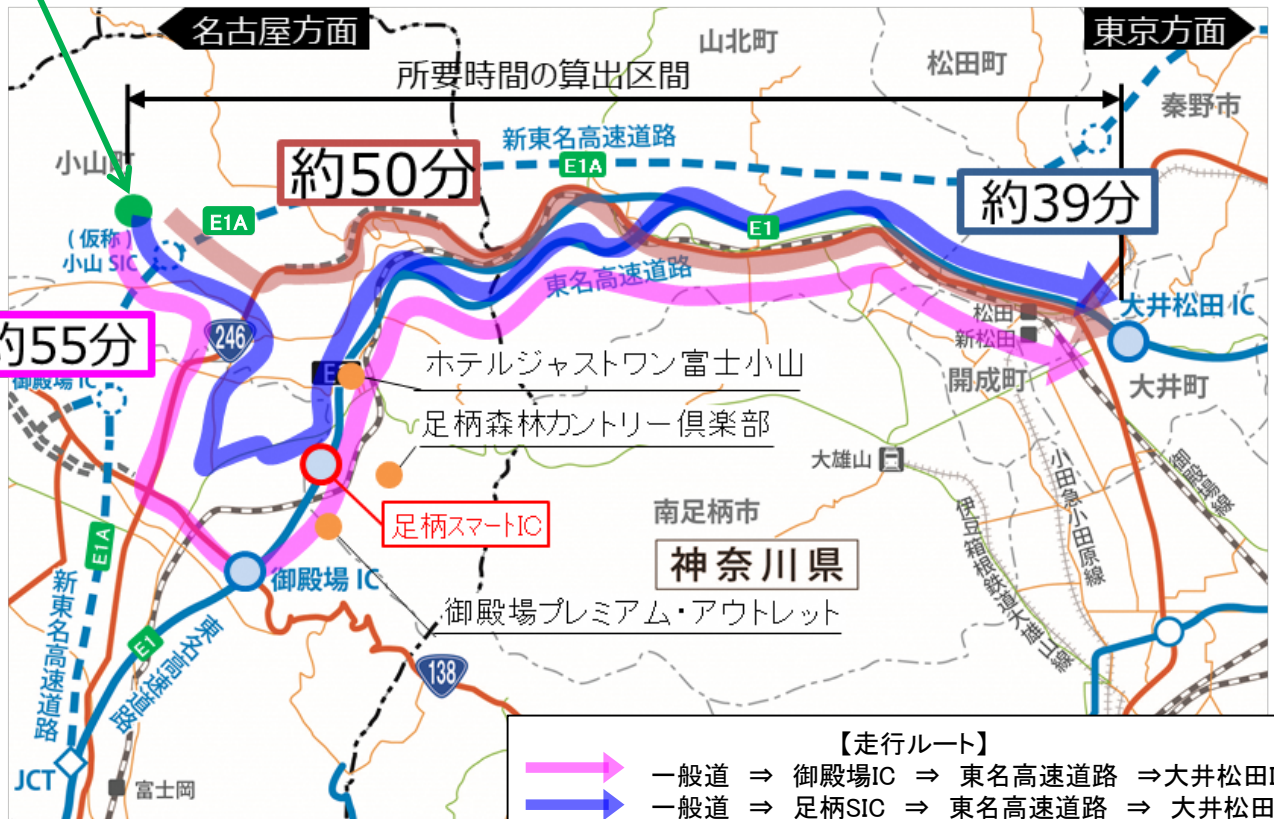 名古屋方面
東京方面
山北町
松田町
所要時間の算出区間
秦野市
新東名高速道路
小山町
約50分
E1A
約39分
E1A
E1
(仮称)
小山 SIC
東名高速道路
大井松田 IC
246
松田
新松田
約55分
ホテルジャストワン富士小山
御殿場 IC
開成町
大井町
足柄森林カントリー倶楽部
大雄山
御殿場線
小田急小田原線
南足柄市
足柄スマートIC
伊豆箱根鉄道大雄山線
E1A
神奈川県
御殿場 IC
新東名高速道路
御殿場プレミアム・アウトレット
E1
東名高速道路
138
JCT
富士岡
【走行ルート】
一般道 ⇒ 御殿場IC ⇒ 東名高速道路 ⇒大井松田I
一般道 ⇒ 足柄SIC ⇒ 東名高速道路 ⇒ 大井松田